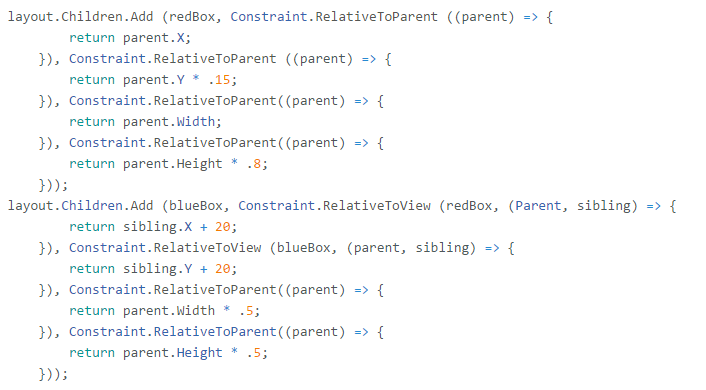 layout.Children.Add (redBox, Constraint.RelativeToParent ((parent) => {
        return parent.X;
    }), Constraint.RelativeToParent ((parent) => {
        return parent.Y * .15;
    }), Constraint.RelativeToParent((parent) => {
        return parent.Width;
    }), Constraint.RelativeToParent((parent) => {
        return parent.Height * .8;
    }));
layout.Children.Add (blueBox, Constraint.RelativeToView (redBox, (Parent, sibling) => {
        return sibling.X + 20;
    }), Constraint.RelativeToView (blueBox, (parent, sibling) => {
        return sibling.Y + 20;
    }), Constraint.RelativeToParent((parent) => {
        return parent.Width * .5;
    }), Constraint.RelativeToParent((parent) => {
        return parent.Height * .5;
    }));